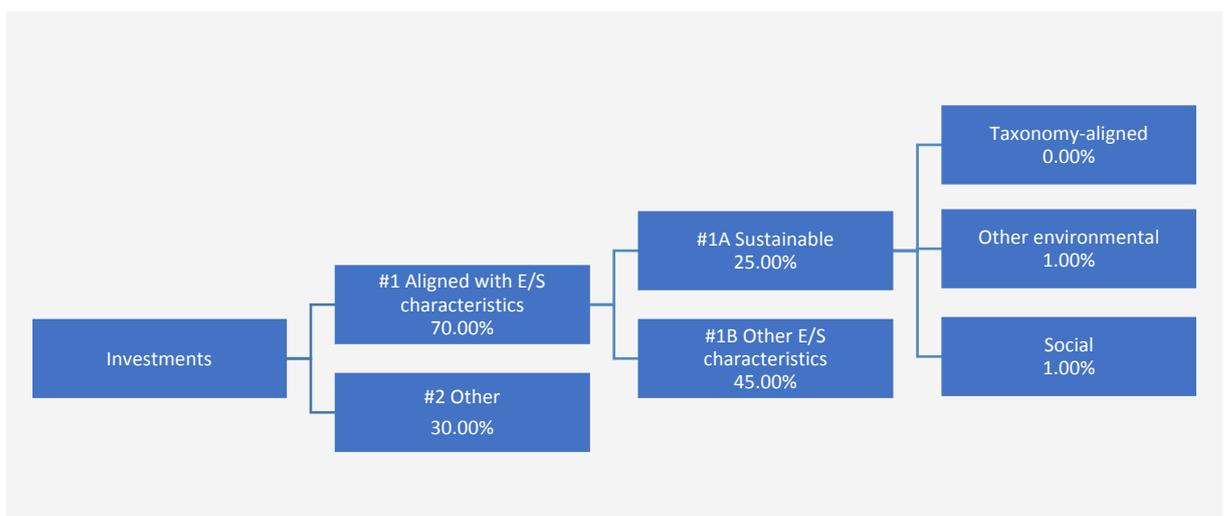 Investments
#1 Aligned with E/S
characteristics
70.00%
#2 Other
30.00%
#1A Sustainable
25.00%
#1B Other E/S
characteristics
45.00%
Taxonomy-aligned
0.00%
Other environmental
1.00%
Social
1.00%